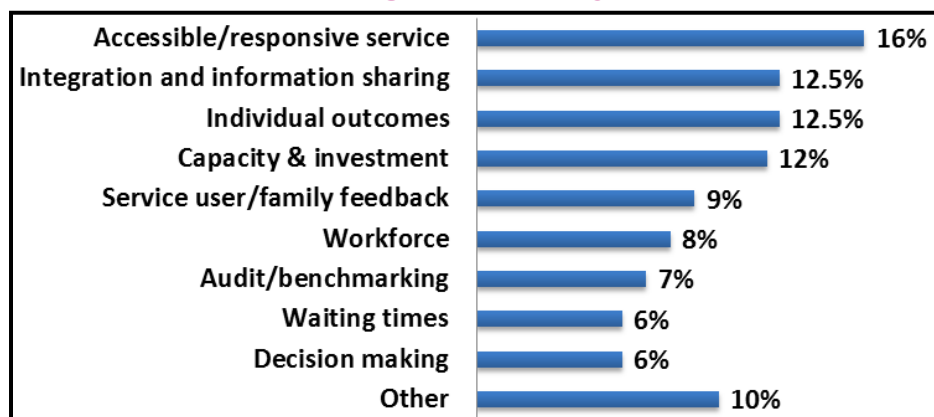 Accessible/responsive service 16%
Integration and information sharing 12.5%
Individual outcomes 12.5%
Capacity & investment 12%
Service user/family feedback 9%
Workforce 8%
Audit/benchmarking 7%
Waiting times 6%
Decision making 6%
Other 10%